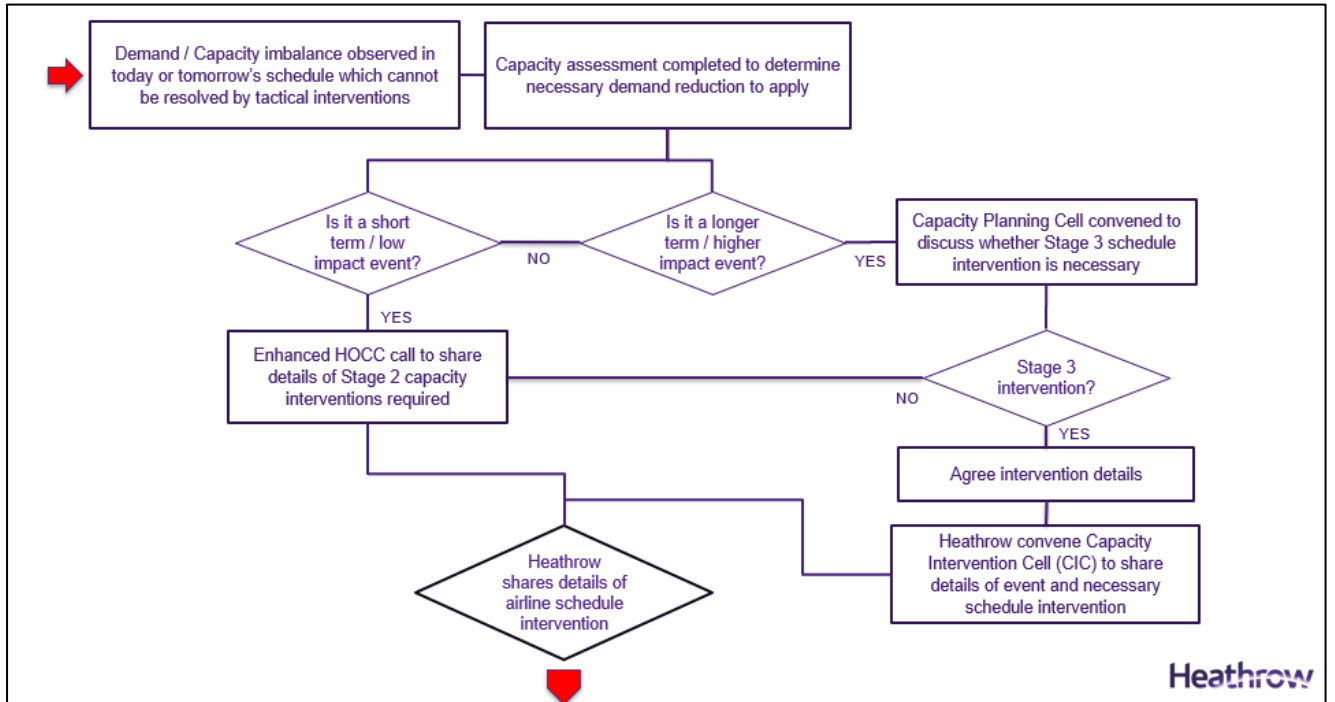 Demand / Capacity imbalance observed in
today or tomorrow's schedule which cannot
be resolved by tactical interventions
Capacity assessment completed to determine
necessary demand reduction to apply
Is it a short
term / low
impact event?
NO
Is it a longer
term / higher
impact event?
YES
Capacity Planning Cell convened to
discuss whether Stage 3 schedule
intervention is necessary
YES
Enhanced HOCC call to share
details of Stage 2 capacity
interventions required
NO
Stage 3
intervention?
YES
Agree intervention details
Heathrow
shares details of
airline schedule
intervention
Heathrow convene Capacity
Intervention Cell (CIC) to share
details of event and necessary
schedule intervention
Heathrow